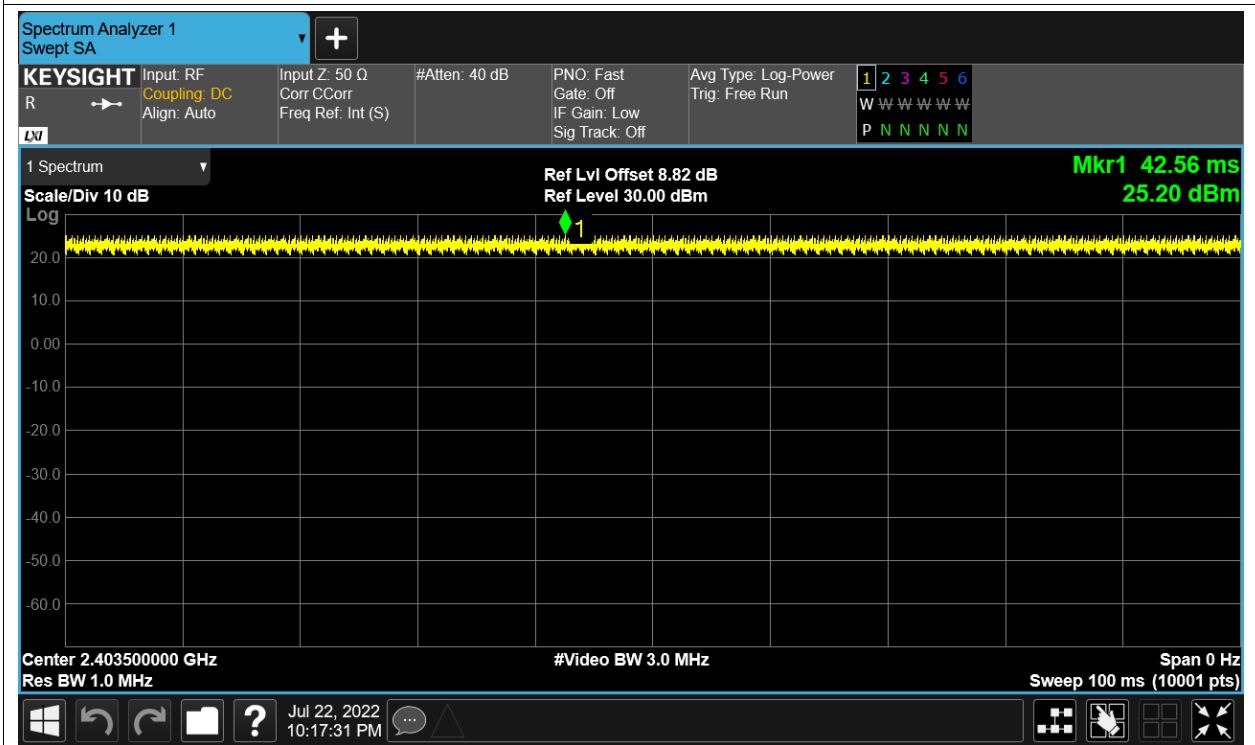 Spectrum Analyzer 1
Swept SA
KEYSIGHT
R
LXI
Input: RF
Coupling: DC
Align: Auto
Input Z: 50 Ω
Corr CCorr
Freq Ref: Int (S)
#Atten: 40 dB
PNO: Fast
Gate: Off
IF Gain: Low
Sig Track: Off
Avg Type: Log-Power
Trig: Free Run
1 2 3 4 5 6
W W W W W W
P N N N N N
1 Spectrum
Scale/Div 10 dB
Ref Lvl Offset 8.82 dB
Ref Level 30.00 dBm
Mkr1 42.56 ms
25.20 dBm
Log
1
20.0
10.0
0.00
-10.0
-20.0
-30.0
-40.0
-50.0
-60.0
Center 2.403500000 GHz
#Video BW 3.0 MHz
Span 0 Hz
Res BW 1.0 MHz
Sweep 100 ms (10001 pts)
?
Jul 22, 2022
10:17:31 PM